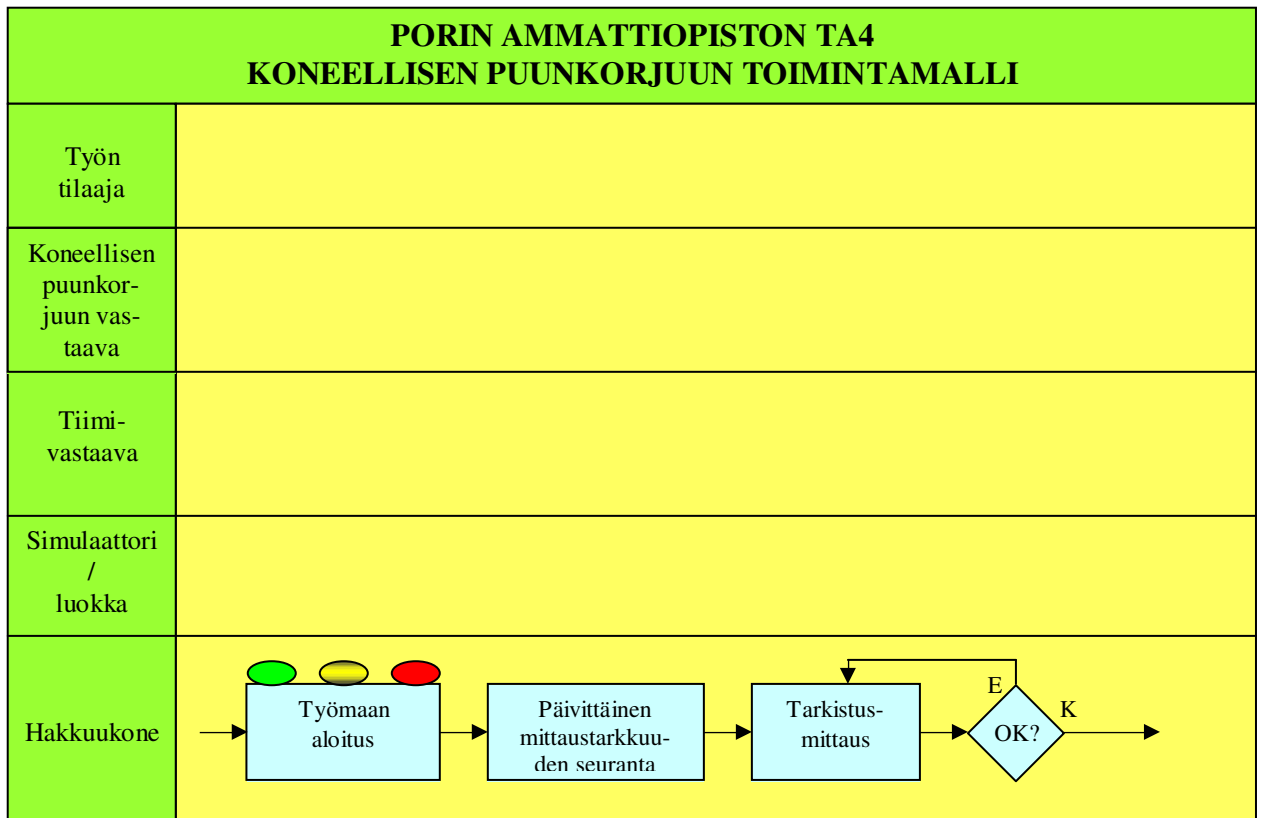 PORIN AMMATTIOPISTON TA4
KONEELLISEN PUUNKORJUUN TOIMINTAMALLI
Työn
tilaaja
Koneellisen
puunkor-
juun vas-
taava
Tiimi-
vastaava
Simulaattori
/
luokka
Hakkuukone
Työmaan
aloitus
Päivittäinen
mittaustarkkuu-
den seuranta
Tarkistus-
mittaus
E
OK?
K